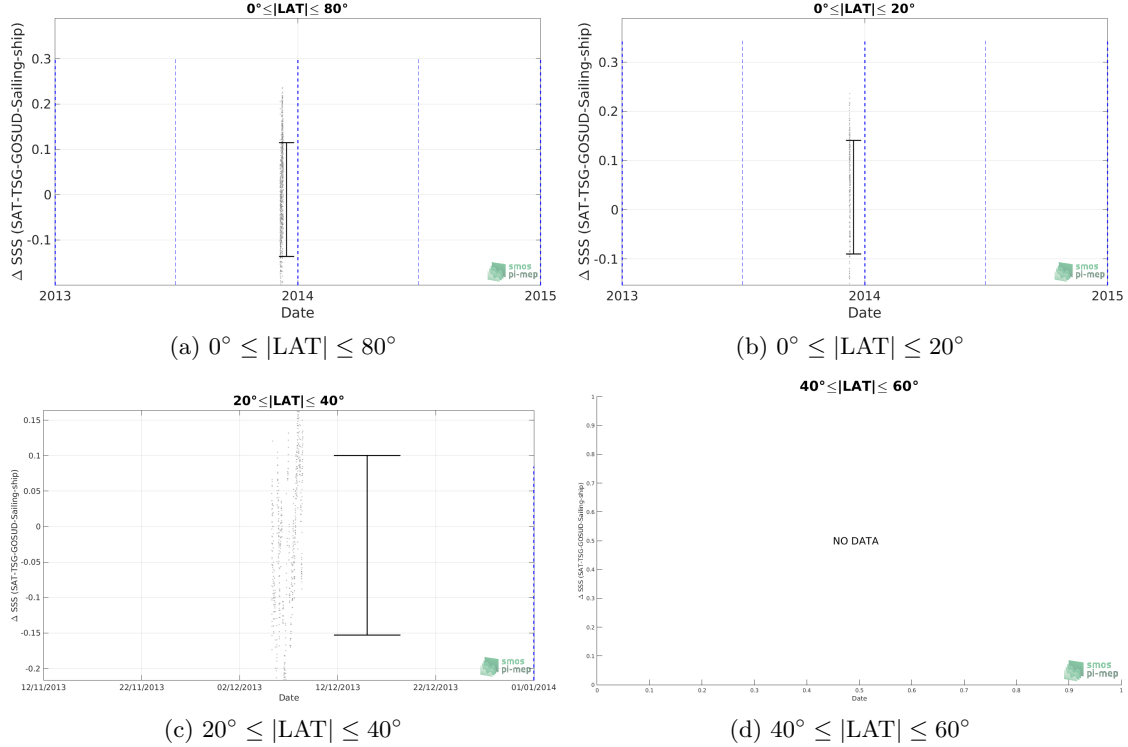 0°≤|LAT|≤ 80°
Δ SSS (SAT-TSG-GOSUD-Sailing-ship)
0.3
0.2
0.1
0
-0.1
2013
2014
2015
Date
smos
pi-mep
(a) 0° ≤ |LAT| ≤ 80°
0°≤|LAT|≤ 20°
Δ SSS (SAT-TSG-GOSUD-Sailing-ship)
0.3
0.2
0.1
0
-0.1
2013
2014
2015
Date
smos
pi-mep
(b) 0° ≤ |LAT| ≤ 20°
20°≤|LAT|≤ 40°
Δ SSS (SAT-TSG-GOSUD-Sailing-ship)
0.15
0.1
0.05
0
-0.05
-0.1
-0.15
-0.2
12/11/2013
22/11/2013
02/12/2013
12/12/2013
22/12/2013
01/01/2014
Date
smos
pi-mep
(c) 20° ≤ |LAT| ≤ 40°
40°≤|LAT|≤ 60°
Δ SSS (SAT-TSG-GOSUD-Sailing-ship)
1
0.9
0.8
0.7
0.6
0.5
0.4
0.3
0.2
0.1
0
NO DATA
0
0.1
0.2
0.3
0.4
0.5
0.6
0.7
0.8
0.9
1
Date
smos
pi-mep
(d) 40° ≤ |LAT| ≤ 60°